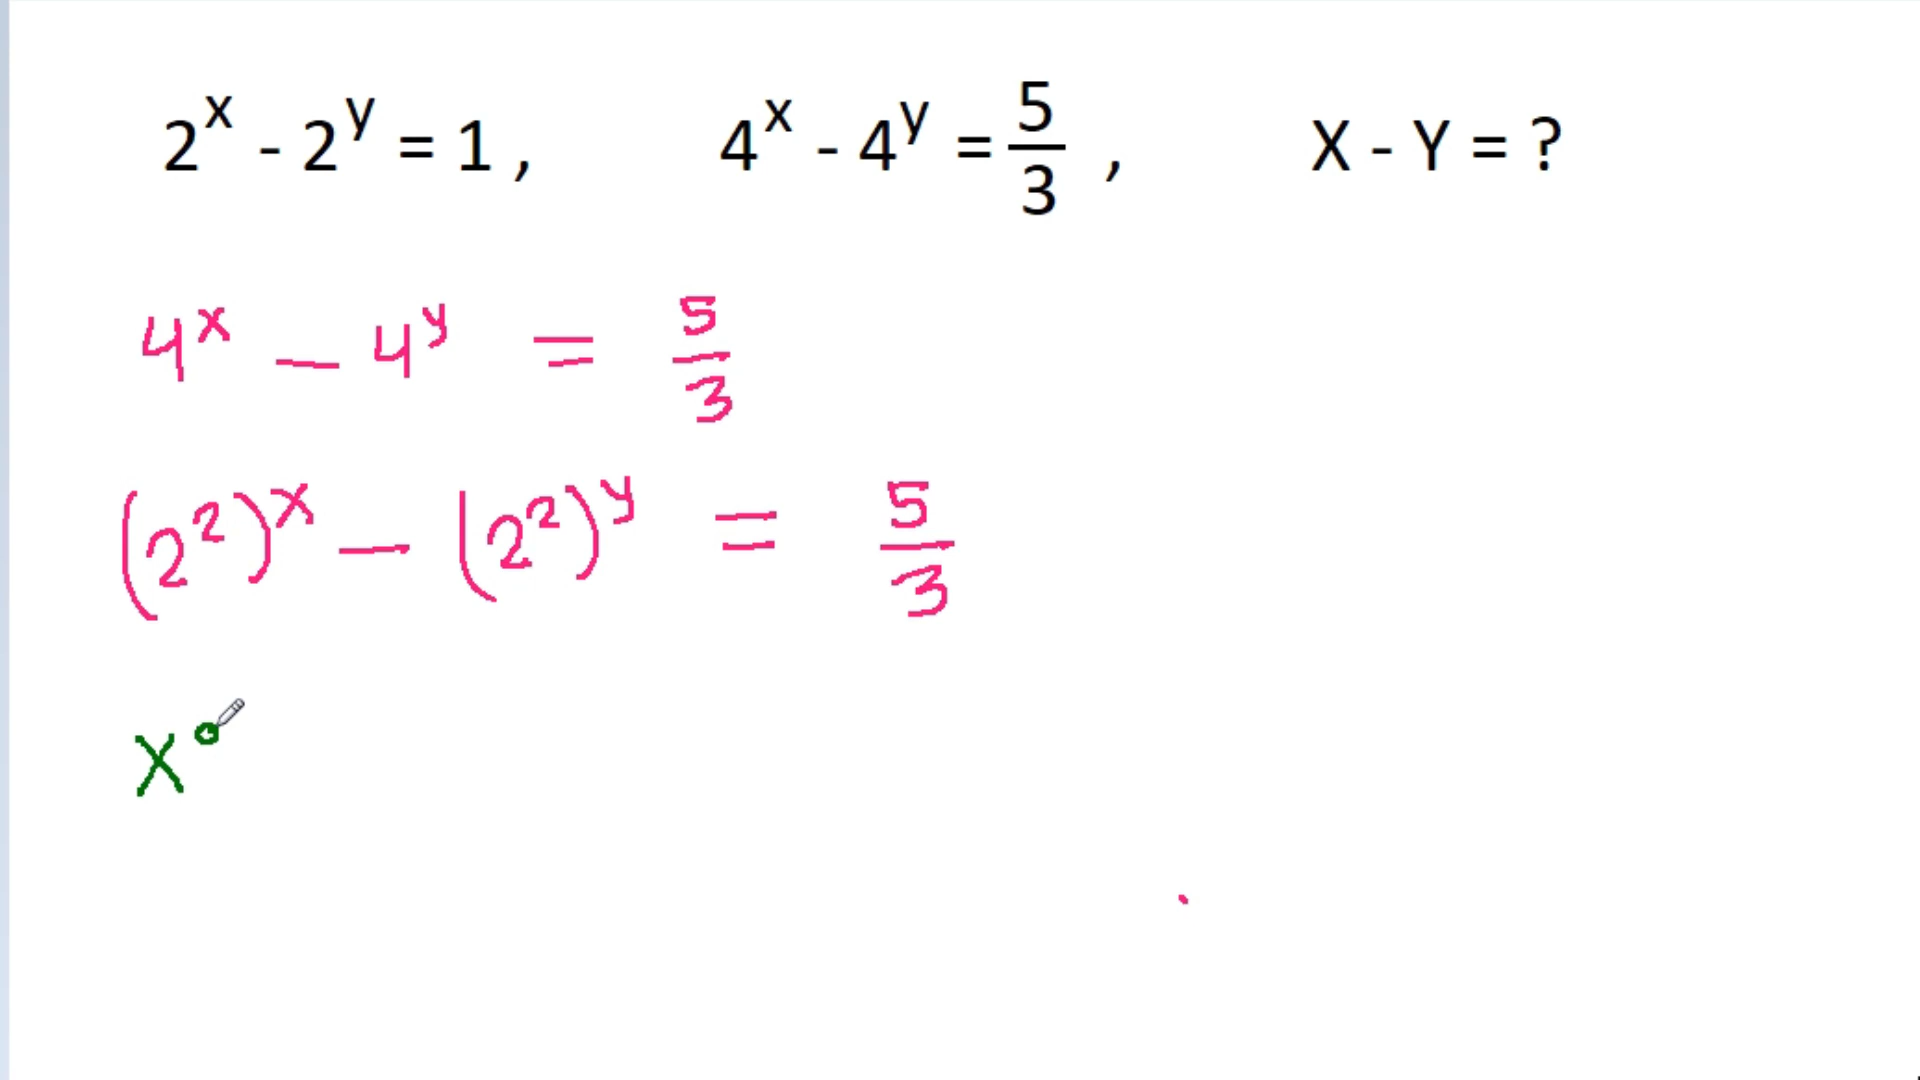 2^x - 2^y = 1 , 4^x - 4^y = 5/3 , X - Y = ?
4^x - 4^y = 5/3
(2^2)^x - (2^2)^y = 5/3
x